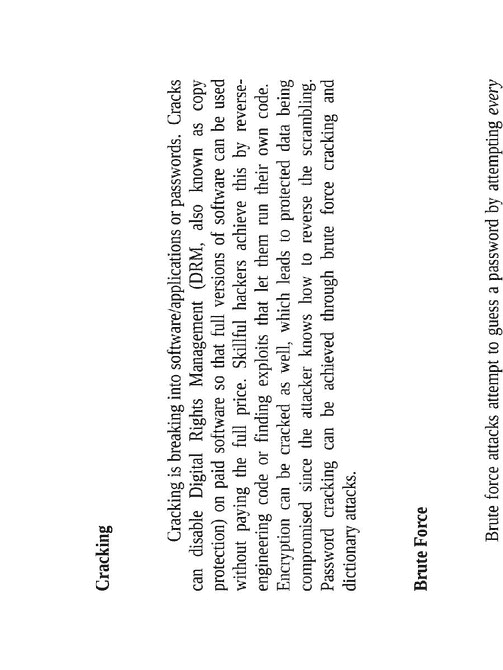 Cracking
Cracking is breaking into software/applications or passwords. Cracks
can disable Digital Rights Management (DRM, also known as copy
protection) on paid software so that full versions of software can be used
without paying the full price. Skillful hackers achieve this by reverse-
engineering code or finding exploits that let them run their own code.
Encryption can be cracked as well, which leads to protected data being
compromised since the attacker knows how to reverse the scrambling.
Password cracking can be achieved through brute force cracking and
dictionary attacks.
Brute Force
Brute force attacks attempt to guess a password by attempting every